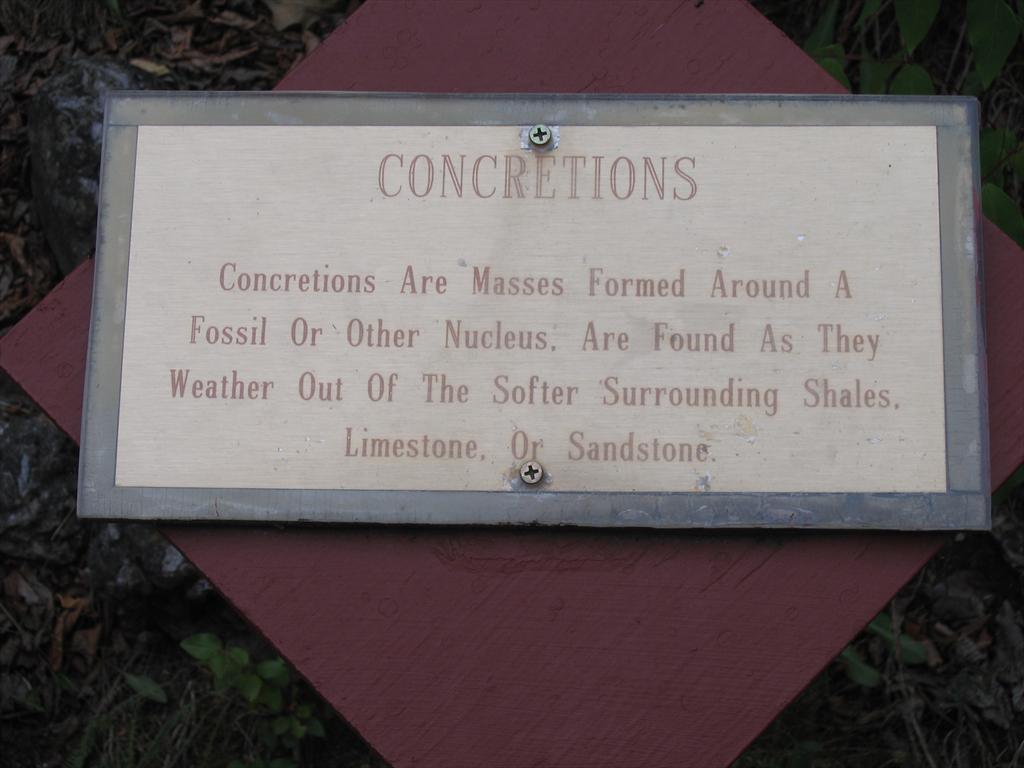 CONCRETIONS
Concretions Are Masses Formed Around A
Fossil Or Other Nucleus, Are Found As They
Weather Out Of The Softer Surrounding Shales,
Limestone, Or Sandstone.